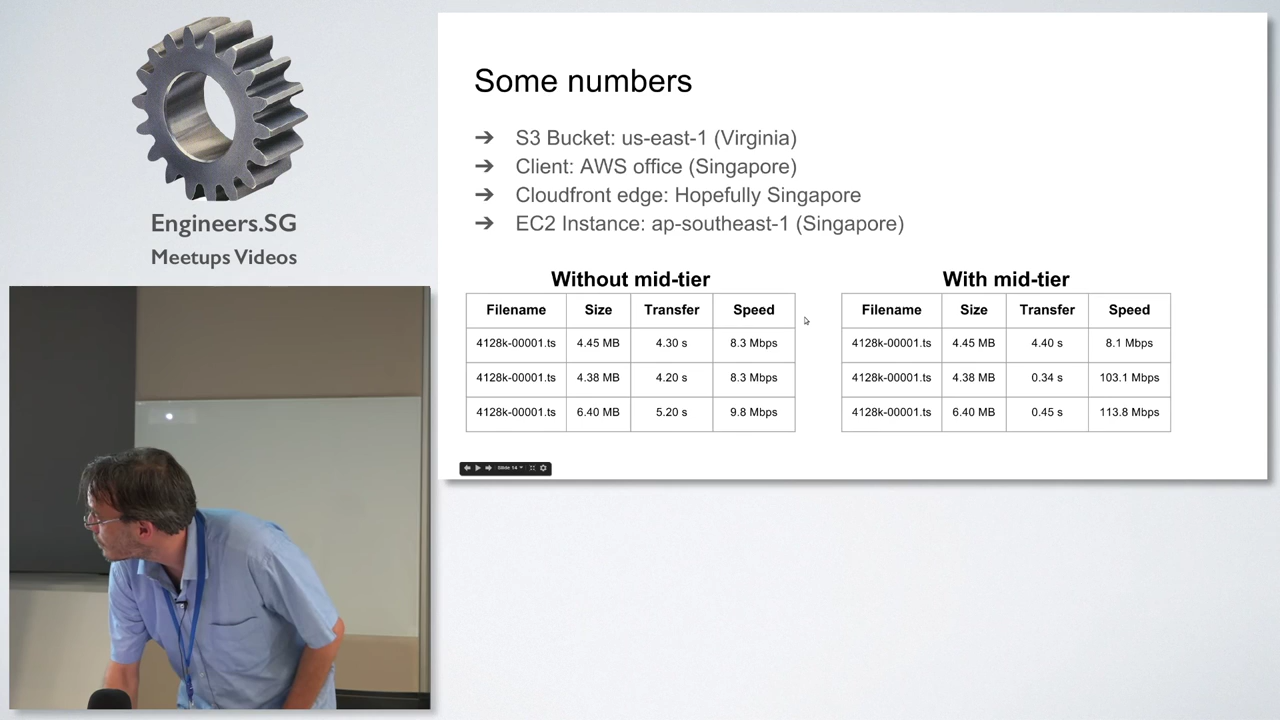 Engineers.SG
Meetups Videos
Some numbers
➔ S3 Bucket: us-east-1 (Virginia)
➔ Client: AWS office (Singapore)
➔ Cloudfront edge: Hopefully Singapore
➔ EC2 Instance: ap-southeast-1 (Singapore)
Without mid-tier
Filename Size Transfer Speed
4128k-00001.ts 4.45 MB 4.30 s 8.3 Mbps
4128k-00001.ts 4.38 MB 4.20 s 8.3 Mbps
4128k-00001.ts 6.40 MB 5.20 s 9.8 Mbps
With mid-tier
Filename Size Transfer Speed
4128k-00001.ts 4.45 MB 4.40 s 8.1 Mbps
4128k-00001.ts 4.38 MB 0.34 s 103.1 Mbps
4128k-00001.ts 6.40 MB 0.45 s 113.8 Mbps
Slide 14